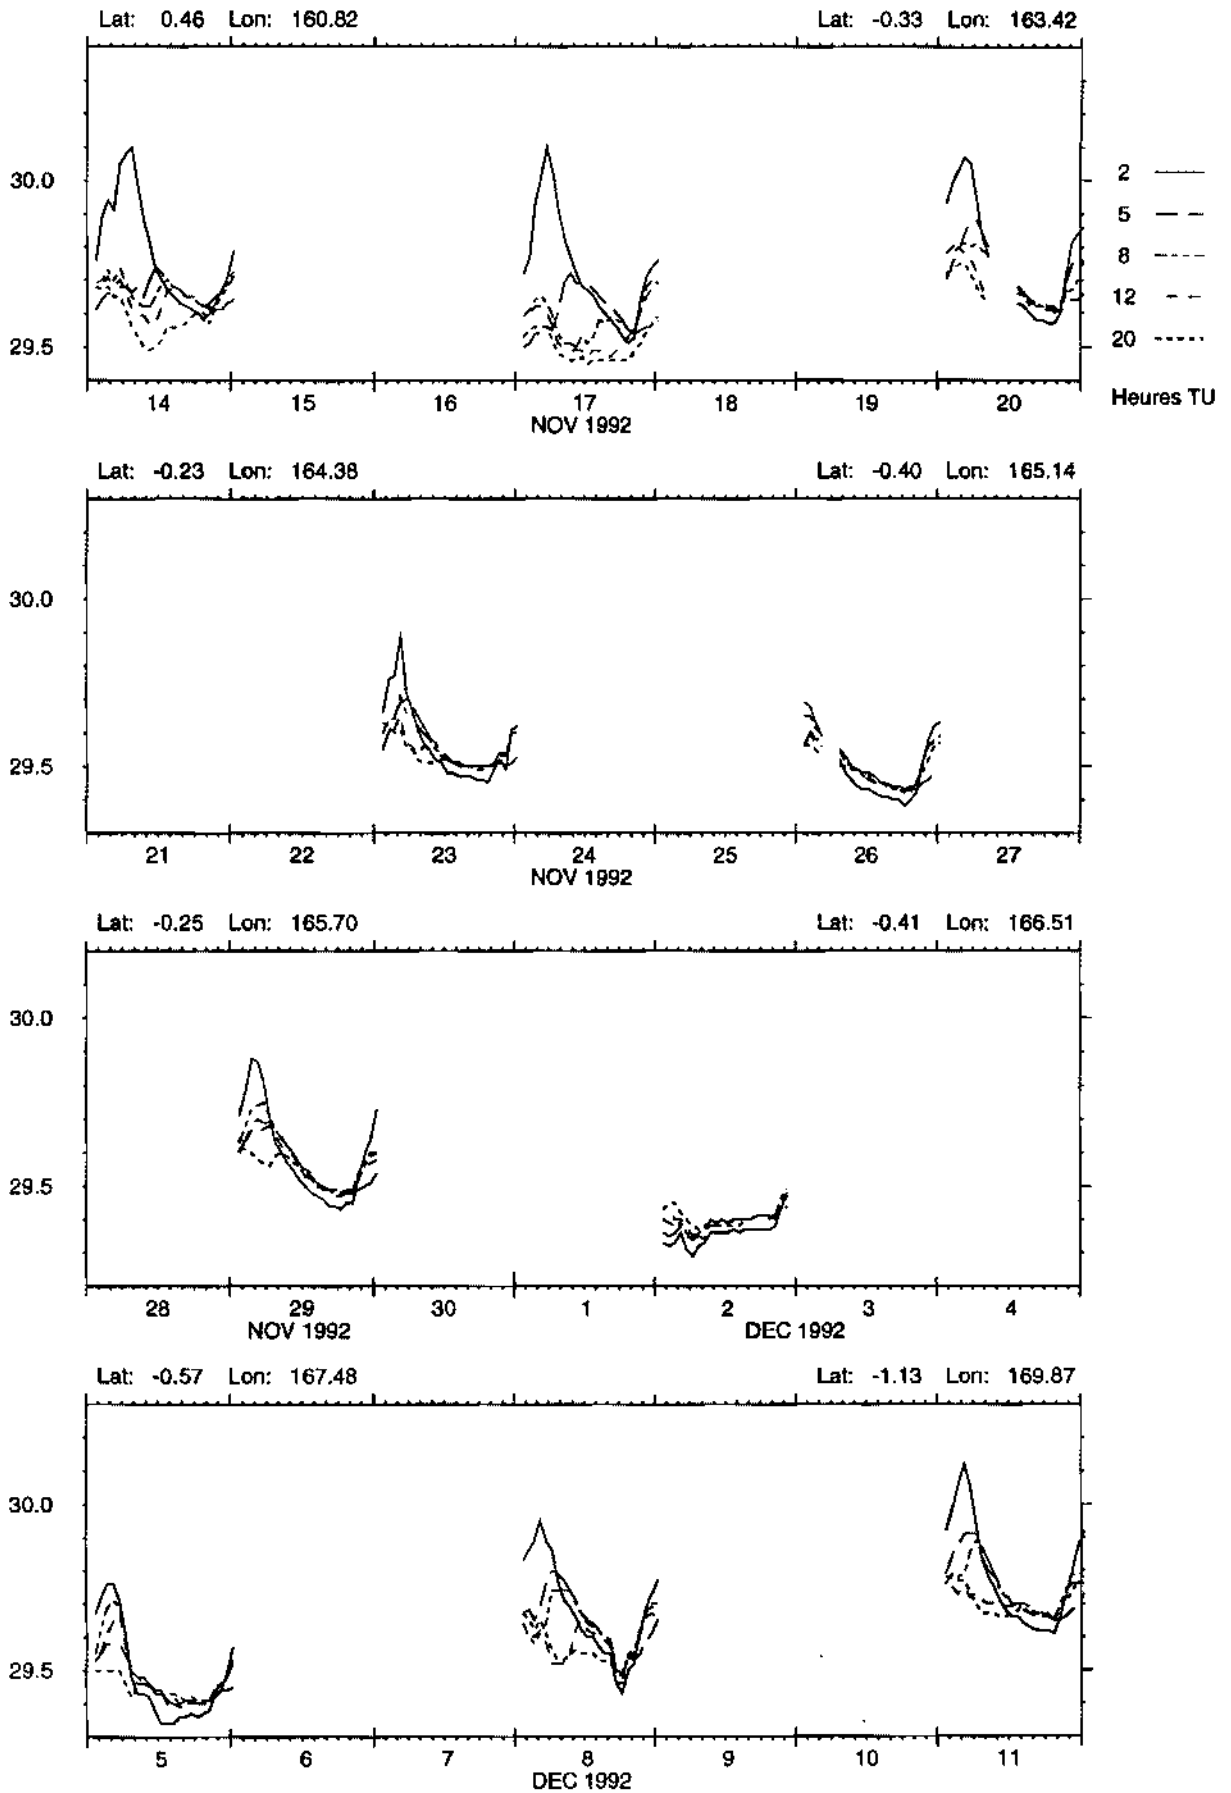 Lat: 0.46 Lon: 160.82 Lat: -0.33 Lon: 163.42
30.0
29.5
2
5
8
12
20
Heures TU
14 15 16 17 18 19 20
NOV 1992
Lat: -0.23 Lon: 164.38 Lat: -0.40 Lon: 165.14
30.0
29.5
21 22 23 24 25 26 27
NOV 1992
Lat: -0.25 Lon: 165.70 Lat: -0.41 Lon: 166.51
30.0
29.5
28 29 30 1 2 3 4
NOV 1992 DEC 1992
Lat: -0.57 Lon: 167.48 Lat: -1.13 Lon: 169.87
30.0
29.5
5 6 7 8 9 10 11
DEC 1992